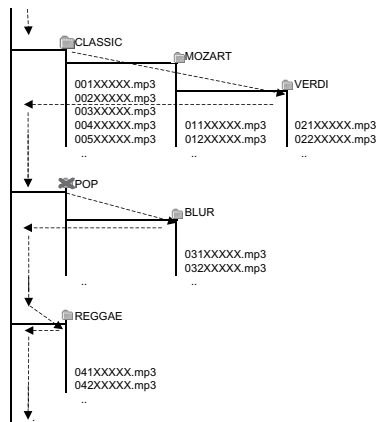 CLASSIC
MOZART
VERDI
001XXXXX.mp3
002XXXXX.mp3
003XXXXX.mp3
004XXXXX.mp3
005XXXXX.mp3
..
011XXXXX.mp3
012XXXXX.mp3
..
021XXXXX.mp3
022XXXXX.mp3
..
POP
BLUR
031XXXXX.mp3
032XXXXX.mp3
..
..
REGGAE
041XXXXX.mp3
042XXXXX.mp3
..